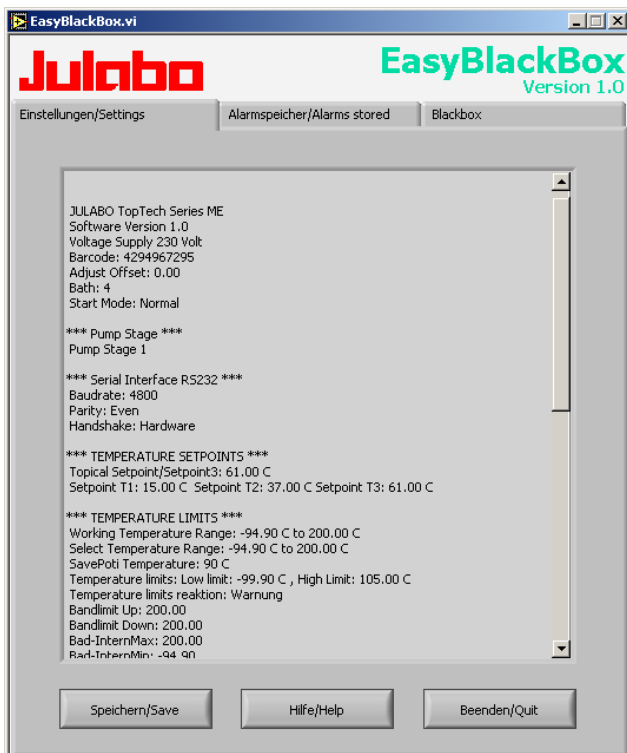 EasyBlackBox.vi
Julabo
EasyBlackBox
Version 1.0
Einstellungen/Settings
Alarmspeicher/Alarms stored
Blackbox
JULABO TopTech Series ME
Software Version 1.0
Voltage Supply 230 Volt
Barcode: 4294967295
Adjust Offset: 0.00
Bath: 4
Start Mode: Normal
*** Pump Stage ***
Pump Stage 1
*** Serial Interface RS232 ***
Baudrate: 4800
Parity: Even
Handshake: Hardware
*** TEMPERATURE SETPOINTS ***
Topical Setpoint/Setpoint3: 61.00 C
Setpoint T1: 15.00 C Setpoint T2: 37.00 C Setpoint T3: 61.00 C
*** TEMPERATURE LIMITS ***
Working Temperature Range: -94.90 C to 200.00 C
Select Temperature Range: -94.90 C to 200.00 C
SavePoti Temperature: 90 C
Temperature limits: Low limit: -99.90 C , High Limit: 105.00 C
Temperature limits reaktion: Warnung
Bandlimit Up: 200.00
Bandlimit Down: 200.00
Bad-InternMax: 200.00
Bad-InternMin: -94.90
Speichern/Save
Hilfe/Help
Beenden/Quit